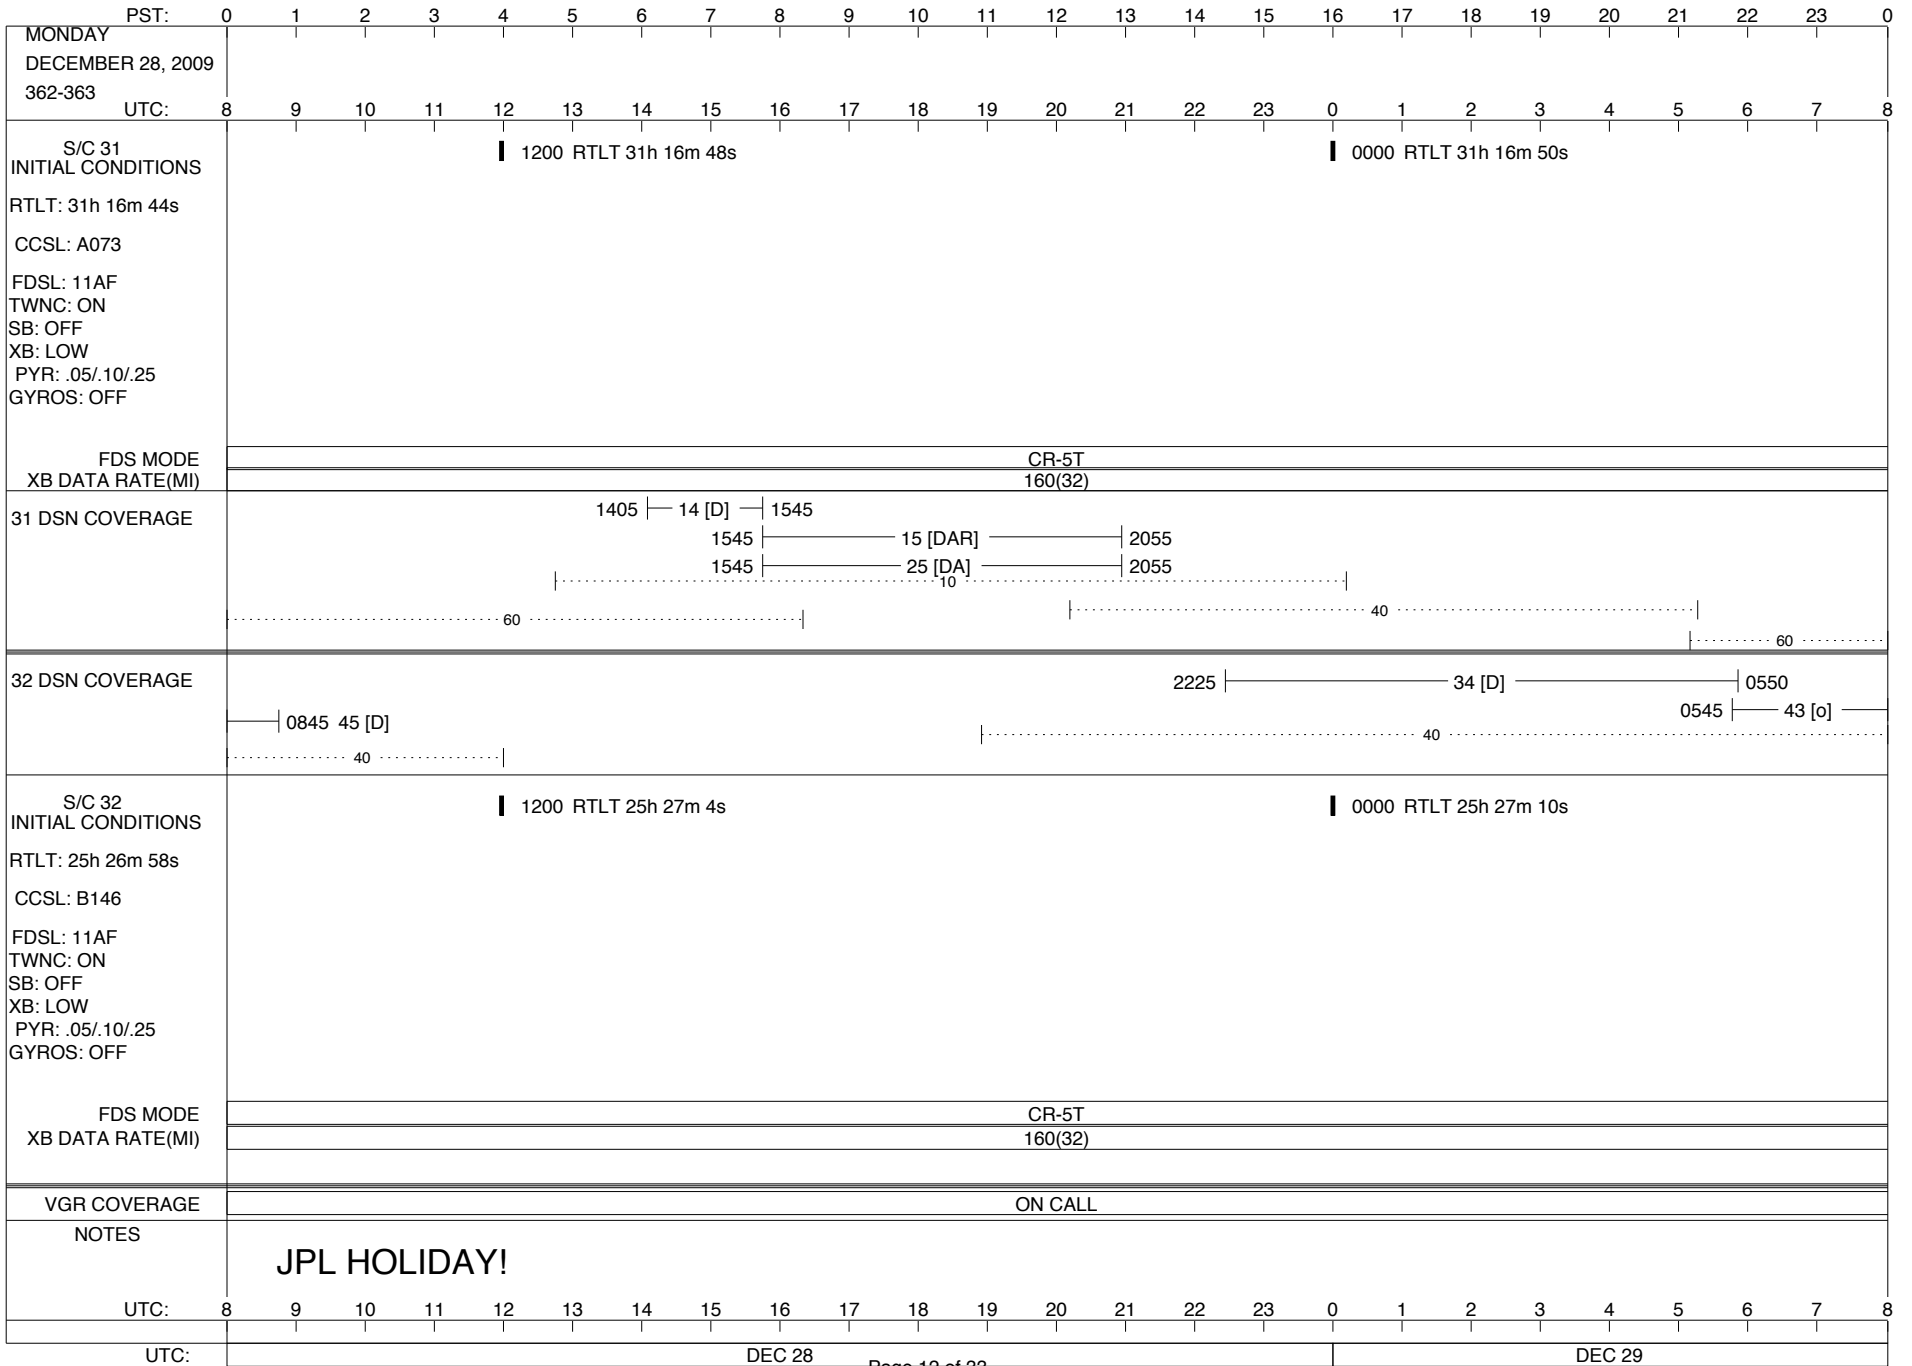 PST: 0 1 2 3 4 5 6 7 8 9 10 11 12 13 14 15 16 17 18 19 20 21 22 23 0
MONDAY
DECEMBER 28, 2009
362-363
UTC: 8 9 10 11 12 13 14 15 16 17 18 19 20 21 22 23 0 1 2 3 4 5 6 7 8
S/C 31
INITIAL CONDITIONS
1200 RTLT 31h 16m 48s
0000 RTLT 31h 16m 50s
RTLT: 31h 16m 44s
CCSL: A073
FDSL: 11AF
TWNC: ON
SB: OFF
XB: LOW
PYR: .05/.10/.25
GYROS: OFF
FDS MODE CR-5T
XB DATA RATE(MI) 160(32)
31 DSN COVERAGE
1405 14 [D] 1545
1545 15 [DAR] 2055
1545 25 [DA] 2055
10
40
60
60
32 DSN COVERAGE
2225 34 [D] 0550
0545 43 [o]
0845 45 [D]
40
40
S/C 32
INITIAL CONDITIONS
1200 RTLT 25h 27m 4s
0000 RTLT 25h 27m 10s
RTLT: 25h 26m 58s
CCSL: B146
FDSL: 11AF
TWNC: ON
SB: OFF
XB: LOW
PYR: .05/.10/.25
GYROS: OFF
FDS MODE CR-5T
XB DATA RATE(MI) 160(32)
VGR COVERAGE ON CALL
NOTES
JPL HOLIDAY!
UTC: 8 9 10 11 12 13 14 15 16 17 18 19 20 21 22 23 0 1 2 3 4 5 6 7 8
UTC: DEC 28 DEC 29
Page 12 of 33